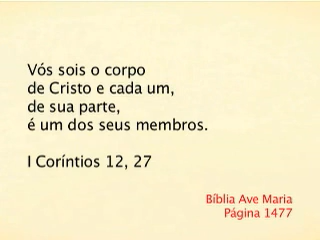 Vós sois o corpo
de Cristo e cada um,
de sua parte,
é um dos seus membros.
I Coríntios 12, 27
Bíblia Ave Maria
Página 1477